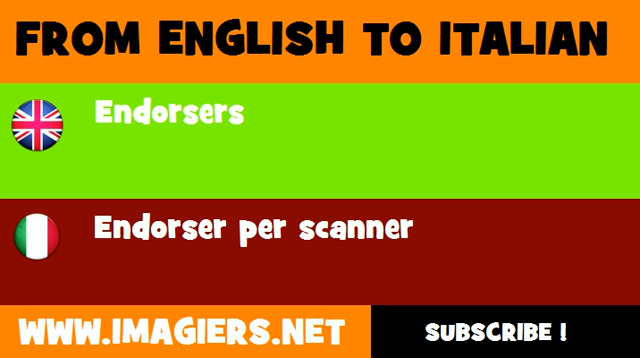 FROM ENGLISH TO ITALIAN
Endorsers
Endorser per scanner
WWW.IMAGIERS.NET
SUBSCRIBE !